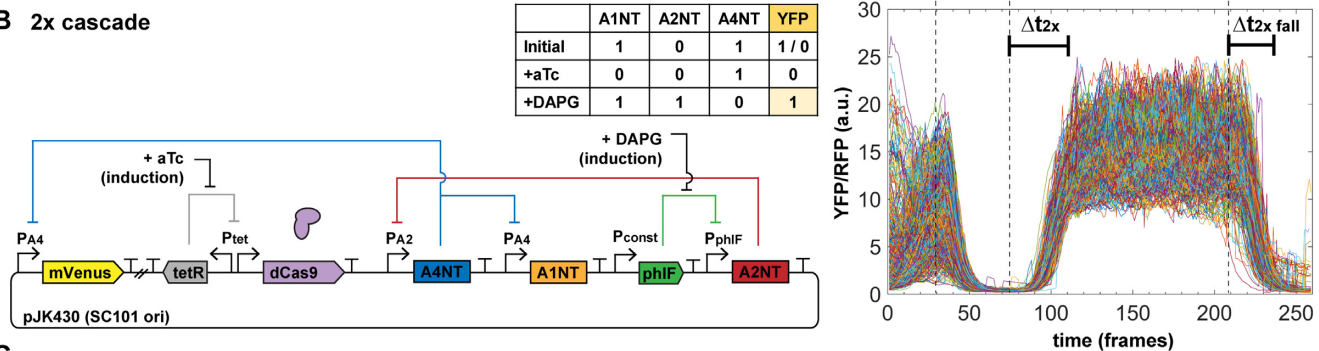 B 2x cascade
A1NT A2NT A4NT YFP
Initial 1 0 1 1 / 0
+aTc 0 0 1 0
+DAPG 1 1 0 1
+ aTc
(induction)
+ DAPG
(induction)
PA4 Ptet PA2 PA4 Pconst PphlF
mVenus tetR dCas9 A4NT A1NT phlF A2NT
pJK430 (SC101 ori)
Δt2x Δt2x fall
YFP/RFP (a.u.)
30
25
20
15
10
5
0
0 50 100 150 200 250
time (frames)